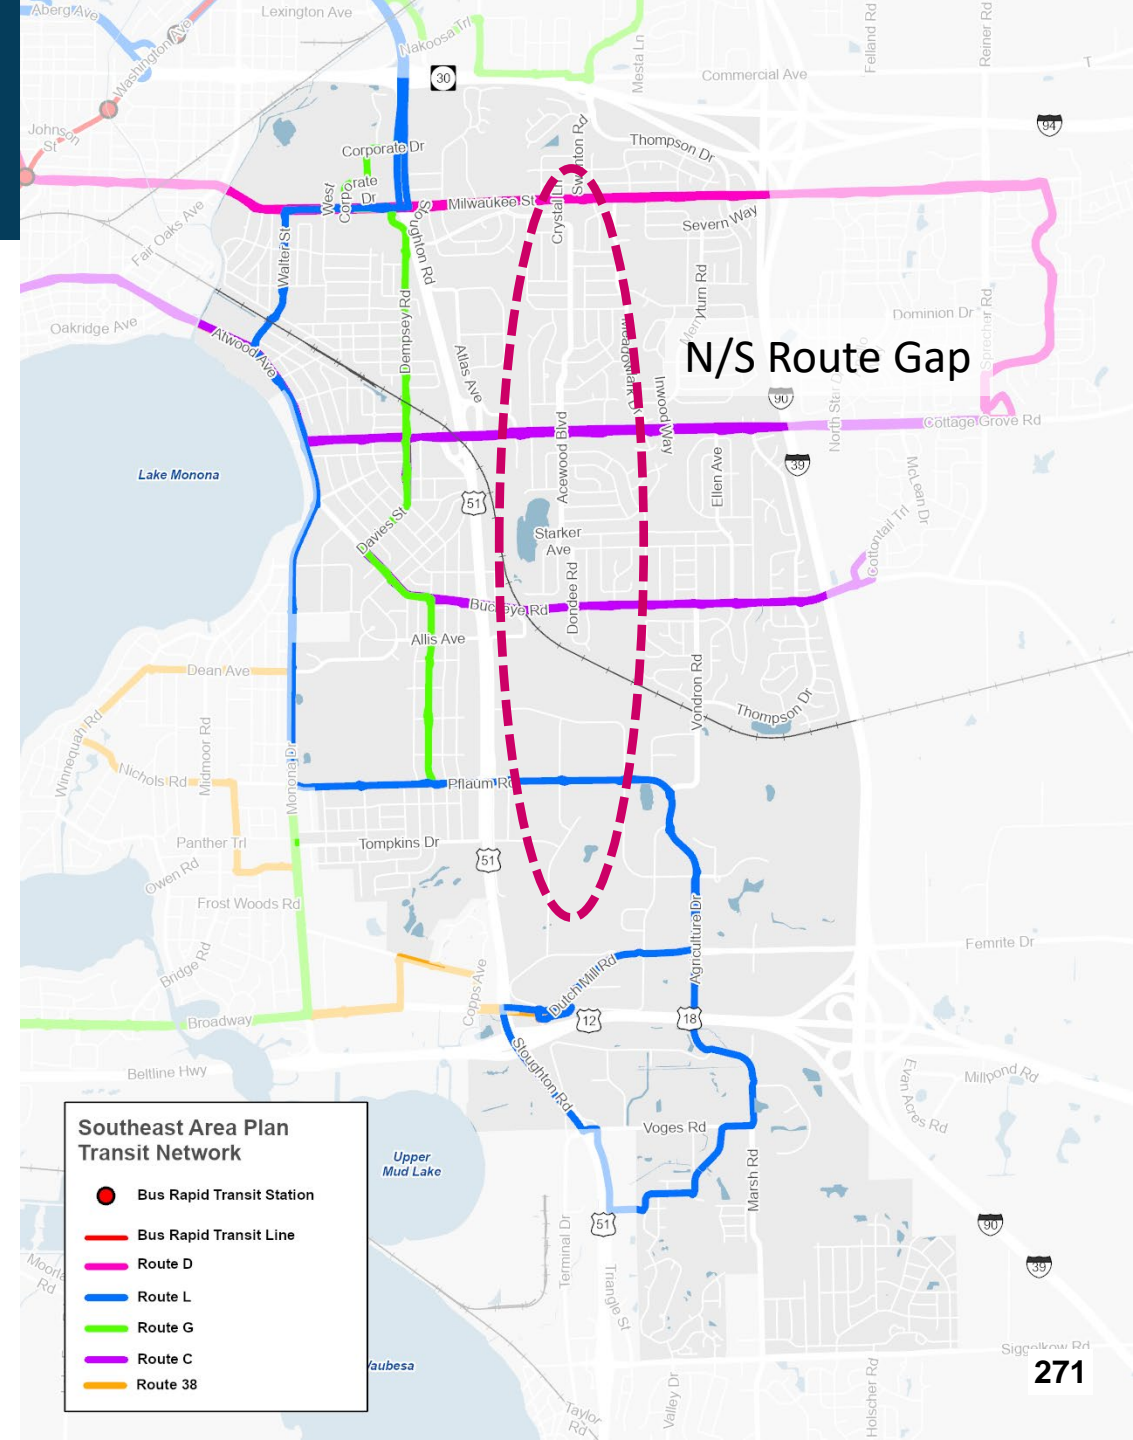 Aberg Ave
Lexington Ave
Washington Ave
Nakoosa Trl
Mesta Ln
Felland Rd
Reiner Rd
Commercial Ave
T
30
94
Johnson
St
Corporate Dr
Thompson Dr
Swanton Rd
West
Corporate
Dr
Milwaukee St
Crystal Ln
Severn Way
Fair Oaks Ave
Walter St
Stoughton Rd
Dempsey Rd
Oakridge Ave
Atwood Ave
Atlas Ave
Meadowlark Dr
Inwood Way
Dominion Dr
Sprecher Rd
N/S Route Gap
90
Cottage Grove Rd
Acewood Blvd
39
Ellen Ave
McLean Dr
Lake Monona
51
Davies St
Starker
Ave
Cottontail Trl
Dondee Rd
Buckeye Rd
Allis Ave
Dean Ave
Vondron Rd
Thompson Dr
Winnequah Rd
Midmoor Rd
Nichols Rd
Monona Dr
Pflaum Rd
Panther Trl
Tompkins Dr
51
Owen Rd
Frost Woods Rd
Agriculture Dr
Femrite Dr
Bridge Rd
Copps Ave
Dutch Mill Rd
Broadway
12
18
Beltline Hwy
Stoughton Rd
Evan Acres Rd
Millpond Rd
Voges Rd
Marsh Rd
Upper
Mud Lake
Southeast Area Plan
Transit Network
Bus Rapid Transit Station
Bus Rapid Transit Line
Route D
Route L
Route G
Route C
Route 38
51
90
39
Terminal Dr
Triangle St
Siggelkow Rd
271
Valley Dr
Holscher Rd
Taylor
Rd
Rd